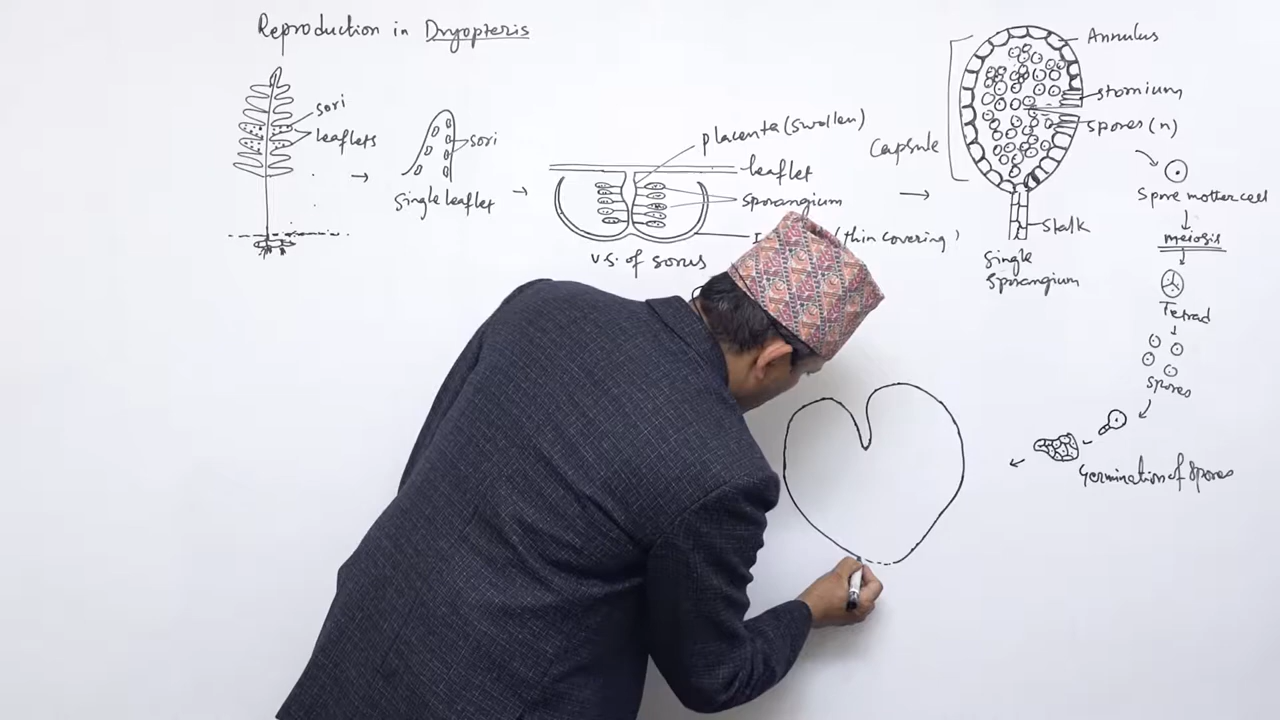 Reproduction in Dryopteris
sori
leaflets
sori
Single leaflet
placenta (swollen)
leaflet
sporangium
(thin covering)
v.s. of sorus
Capsule
Annulus
stomium
spores (n)
stalk
Single
Sporangium
Spore mother cell
meiosis
Tetrad
spores
Germination of spores